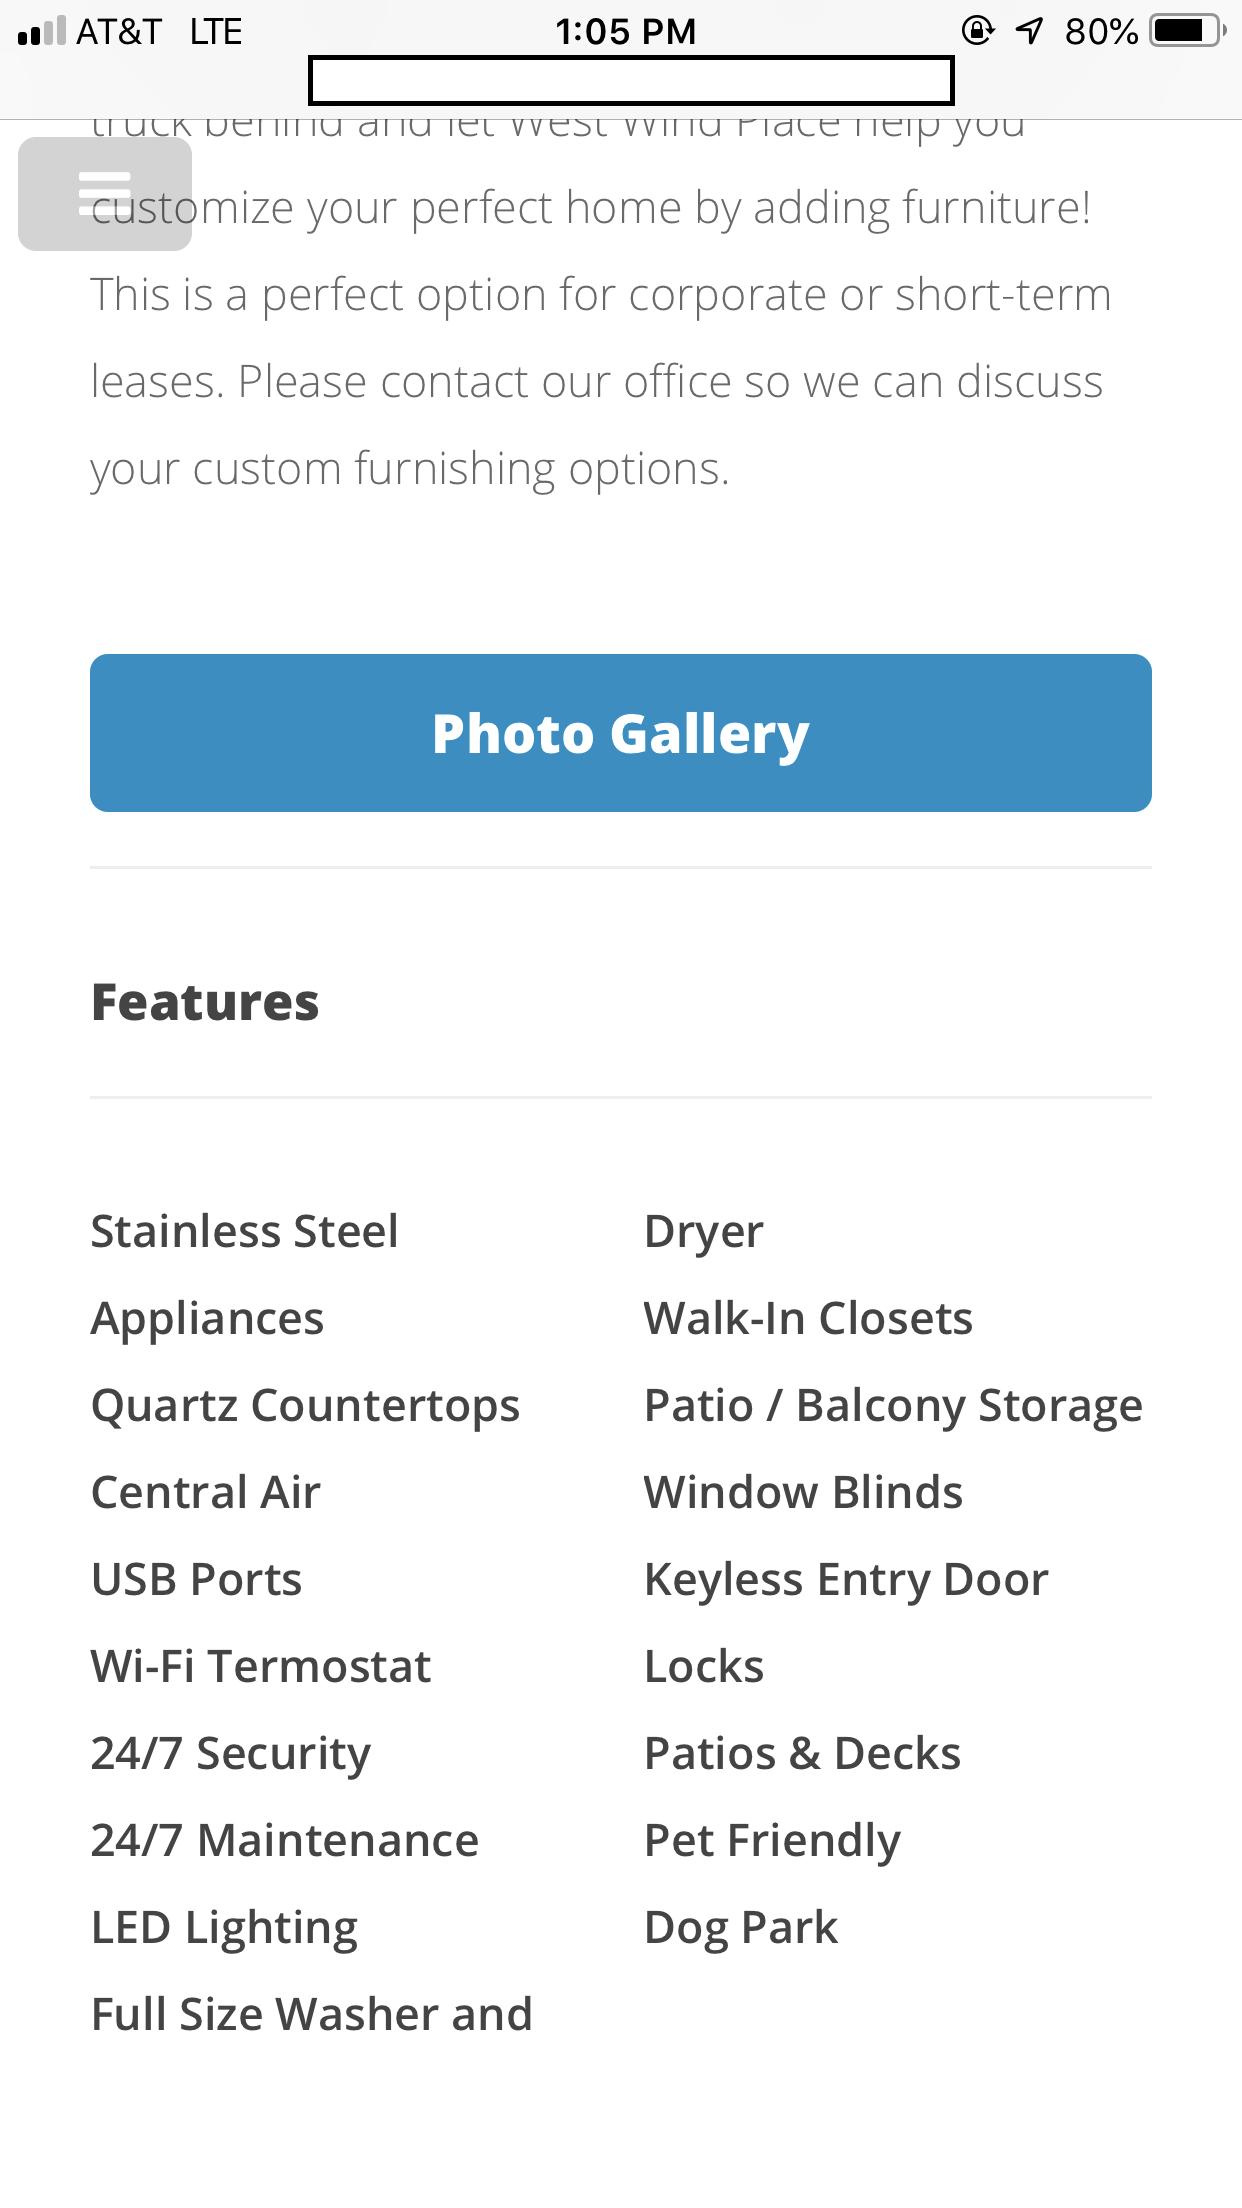 AT&T LTE 1:05 PM 80%
truck behind and let West Wind Place help you
customize your perfect home by adding furniture!
This is a perfect option for corporate or short-term
leases. Please contact our office so we can discuss
your custom furnishing options.
Photo Gallery
Features
Stainless Steel
Appliances
Quartz Countertops
Central Air
USB Ports
Wi-Fi Termostat
24/7 Security
24/7 Maintenance
LED Lighting
Full Size Washer and
Dryer
Walk-In Closets
Patio / Balcony Storage
Window Blinds
Keyless Entry Door
Locks
Patios & Decks
Pet Friendly
Dog Park